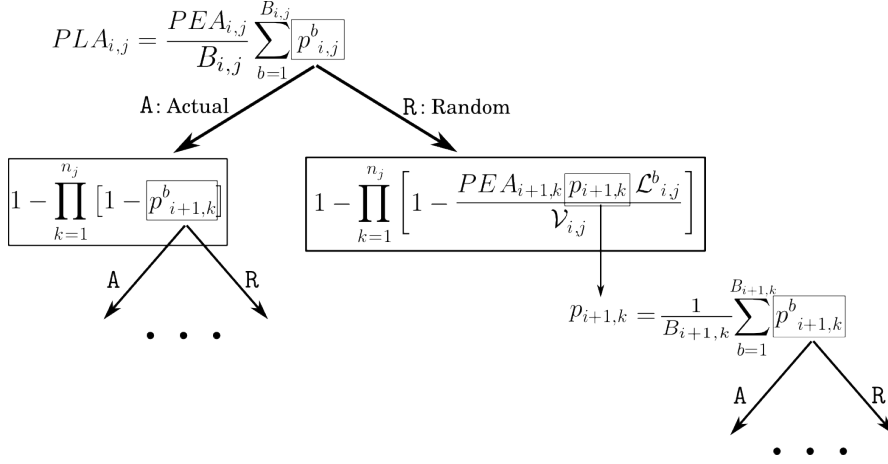 PLA_{i,j} = \frac{PEA_{i,j}}{B_{i,j}} \sum_{b=1}^{B_{i,j}} p^b_{i,j}
A: Actual
R: Random
1 - \prod_{k=1}^{n_j} [1 - p^b_{i+1,k}]
1 - \prod_{k=1}^{n_j} \left[ 1 - \frac{PEA_{i+1,k} p_{i+1,k} \mathcal{L}^b_{i,j}}{\mathcal{V}_{i,j}} \right]
A
R
p_{i+1,k} = \frac{1}{B_{i+1,k}} \sum_{b=1}^{B_{i+1,k}} p^b_{i+1,k}
• • •
A
R
• • •